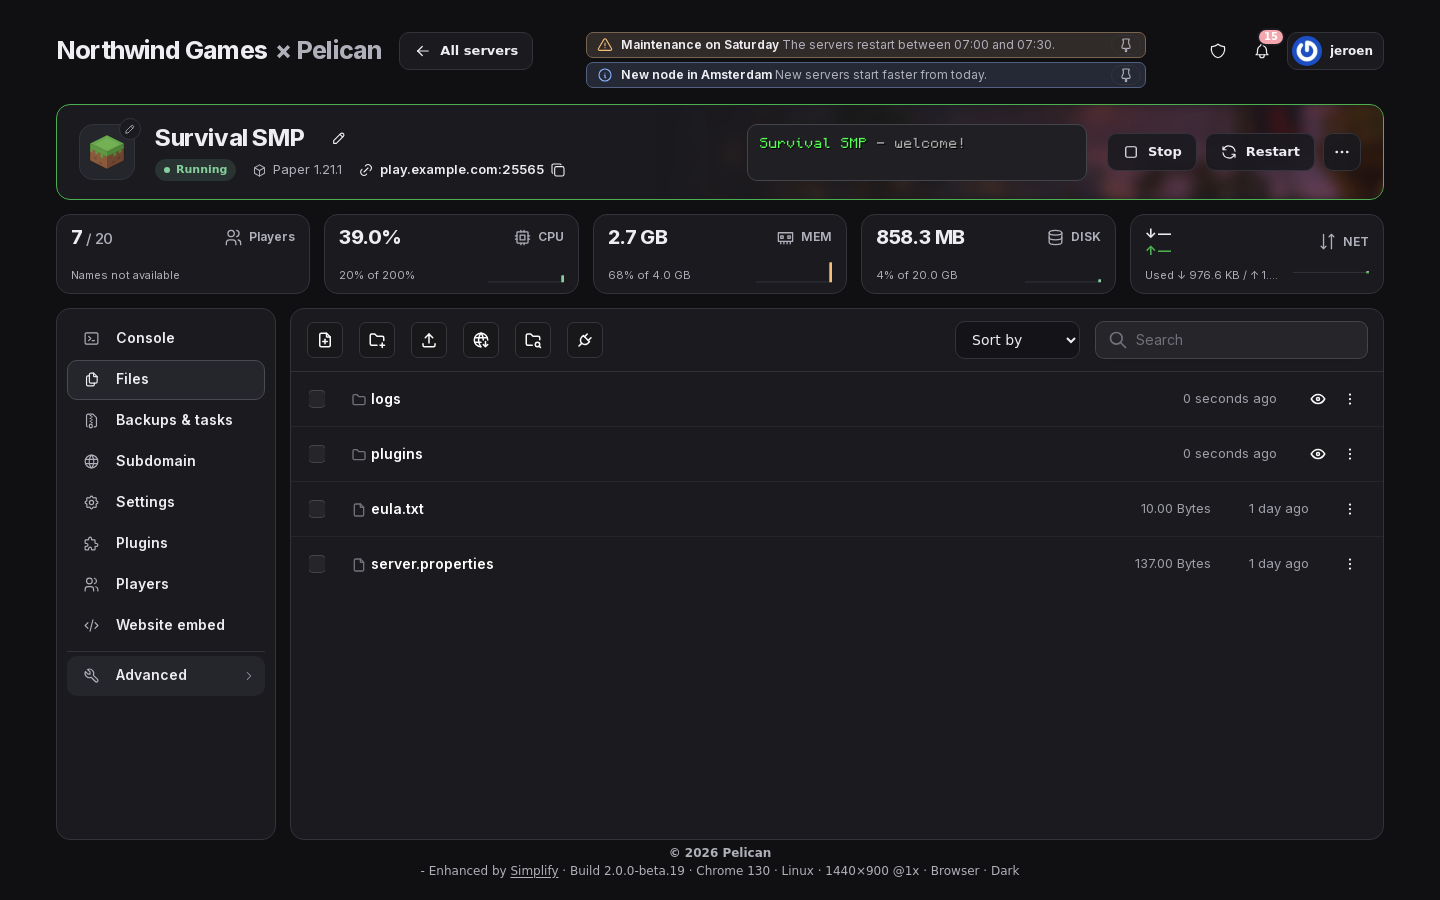 Northwind Games × Pelican
All servers
Maintenance on Saturday The servers restart between 07:00 and 07:30.
New node in Amsterdam New servers start faster from today.
15
jeroen
Survival SMP
Running
Paper 1.21.1
play.example.com:25565
Survival SMP - welcome!
Stop
Restart
7 / 20
Players
Names not available
39.0%
CPU
20% of 200%
2.7 GB
MEM
68% of 4.0 GB
858.3 MB
DISK
4% of 20.0 GB
↓—
↑—
NET
Used ↓ 976.6 KB / ↑ 1....
Console
Files
Backups & tasks
Subdomain
Settings
Plugins
Players
Website embed
Advanced
Sort by
Search
logs
0 seconds ago
plugins
0 seconds ago
eula.txt
10.00 Bytes
1 day ago
server.properties
137.00 Bytes
1 day ago
© 2026 Pelican
- Enhanced by Simplify · Build 2.0.0-beta.19 · Chrome 130 · Linux · 1440×900 @1x · Browser · Dark